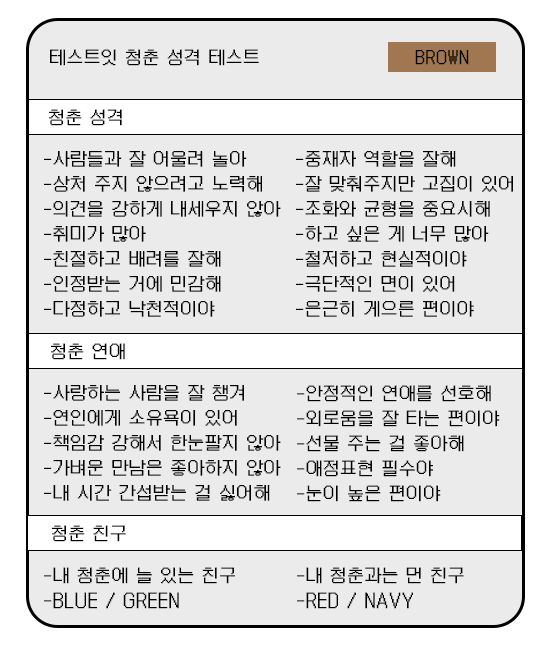 테스트잇 청춘 성격 테스트
BROWN
청춘 성격
-사람들과 잘 어울려 놀아
-상처 주지 않으려고 노력해
-의견을 강하게 내세우지 않아
-취미가 많아
-친절하고 배려를 잘해
-인정받는 거에 민감해
-다정하고 낙천적이야
-중재자 역할을 잘해
-잘 맞춰주지만 고집이 있어
-조화와 균형을 중요시해
-하고 싶은 게 너무 많아
-철저하고 현실적이야
-극단적인 면이 있어
-은근히 게으른 편이야
청춘 연애
-사랑하는 사람을 잘 챙겨
-연인에게 소유욕이 있어
-책임감 강해서 한눈팔지 않아
-가벼운 만남은 좋아하지 않아
-내 시간 간섭받는 걸 싫어해
-안정적인 연애를 선호해
-외로움을 잘 타는 편이야
-선물 주는 걸 좋아해
-애정표현 필수야
-눈이 높은 편이야
청춘 친구
-내 청춘에 늘 있는 친구
-BLUE / GREEN
-내 청춘과는 먼 친구
-RED / NAVY